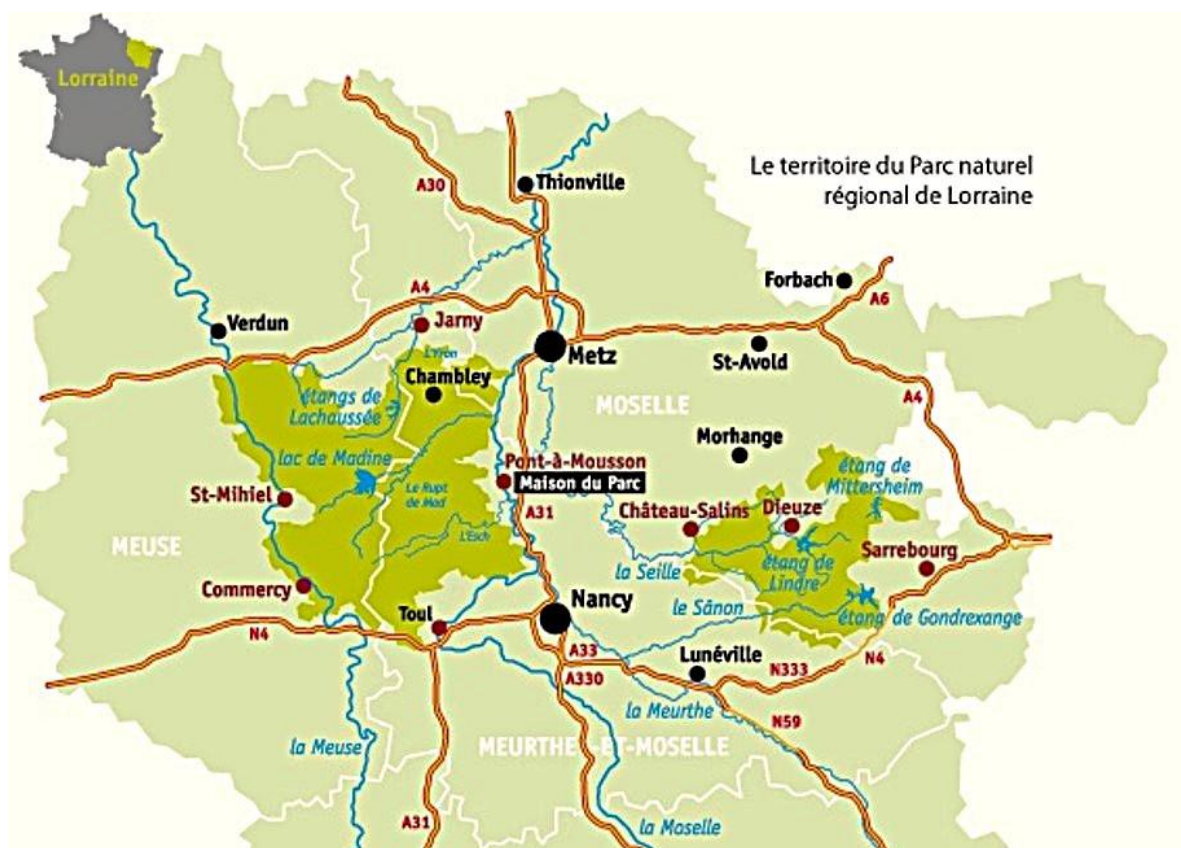 Lorraine
Le territoire du Parc naturel
régional de Lorraine
A30
Thionville
Forbach
A6
A4
Jarny
Verdun
Metz
St-Avold
L'Yron
Chambley
étangs de
Lachaussée
MOSELLE
A4
Morhange
lac de Madine
Pont-à-Mousson
Maison du Parc
étang de
Mittersheim
St-Mihiel
Le Rupt
de Mad
A31
Château-Salins
Dieuze
L'Esch
MEUSE
Sarrebourg
la Seille
étang de
Lindre
Commercy
Nancy
le Sânon
étang de Gondrexange
Toul
N4
A33
Lunéville
N4
A330
N333
la Meurthe
N59
la Meuse
MEURTHE-ET-MOSELLE
A31
la Moselle